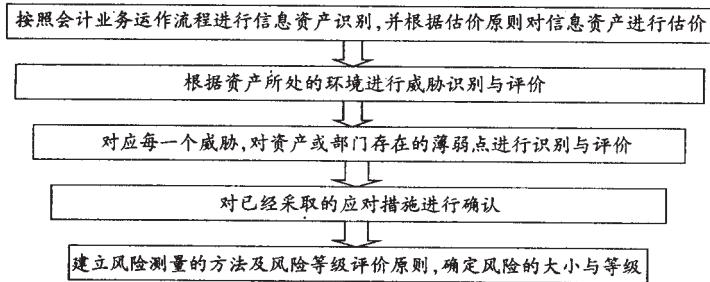 按照会计业务运作流程进行信息资产识别,并根据估价原则对信息资产进行估价
根据资产所处的环境进行威胁识别与评价
对应每一个威胁,对资产或部门存在的薄弱点进行识别与评价
对已经采取的应对措施进行确认
建立风险测量的方法及风险等级评价原则,确定风险的大小与等级